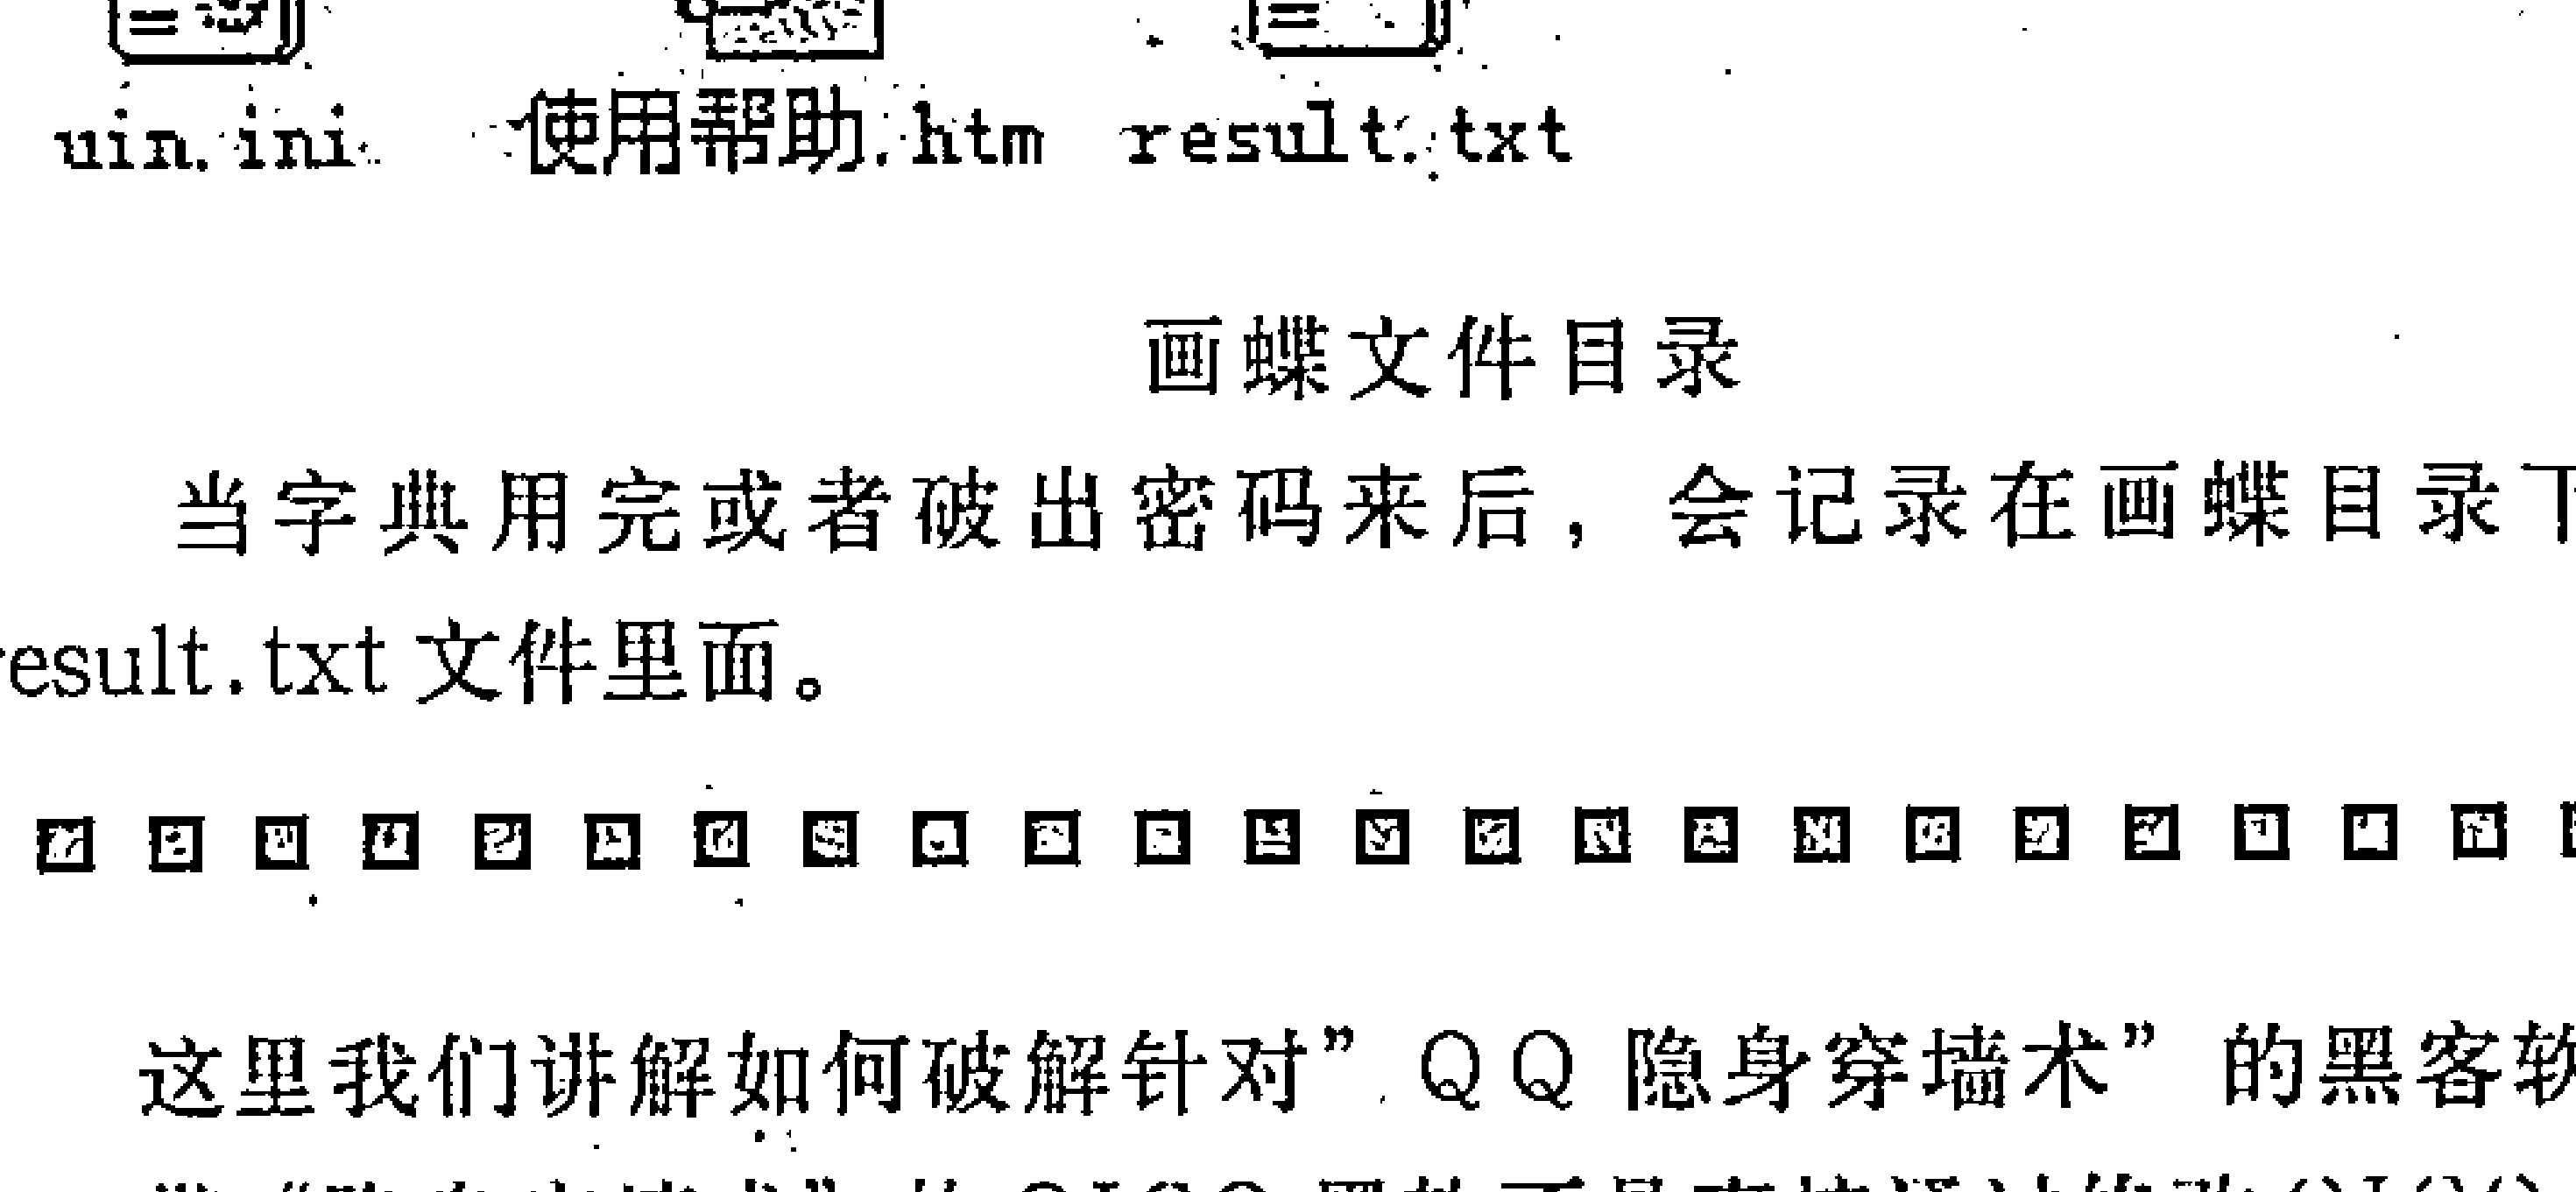 uin.ini 使用帮助.htm result.txt
画蝶文件目录
当字典用完或者破出密码来后，会记录在画蝶目录下
result.txt 文件里面。
这里我们讲解如何破解针对”QQ 隐身穿墙术”的黑客软